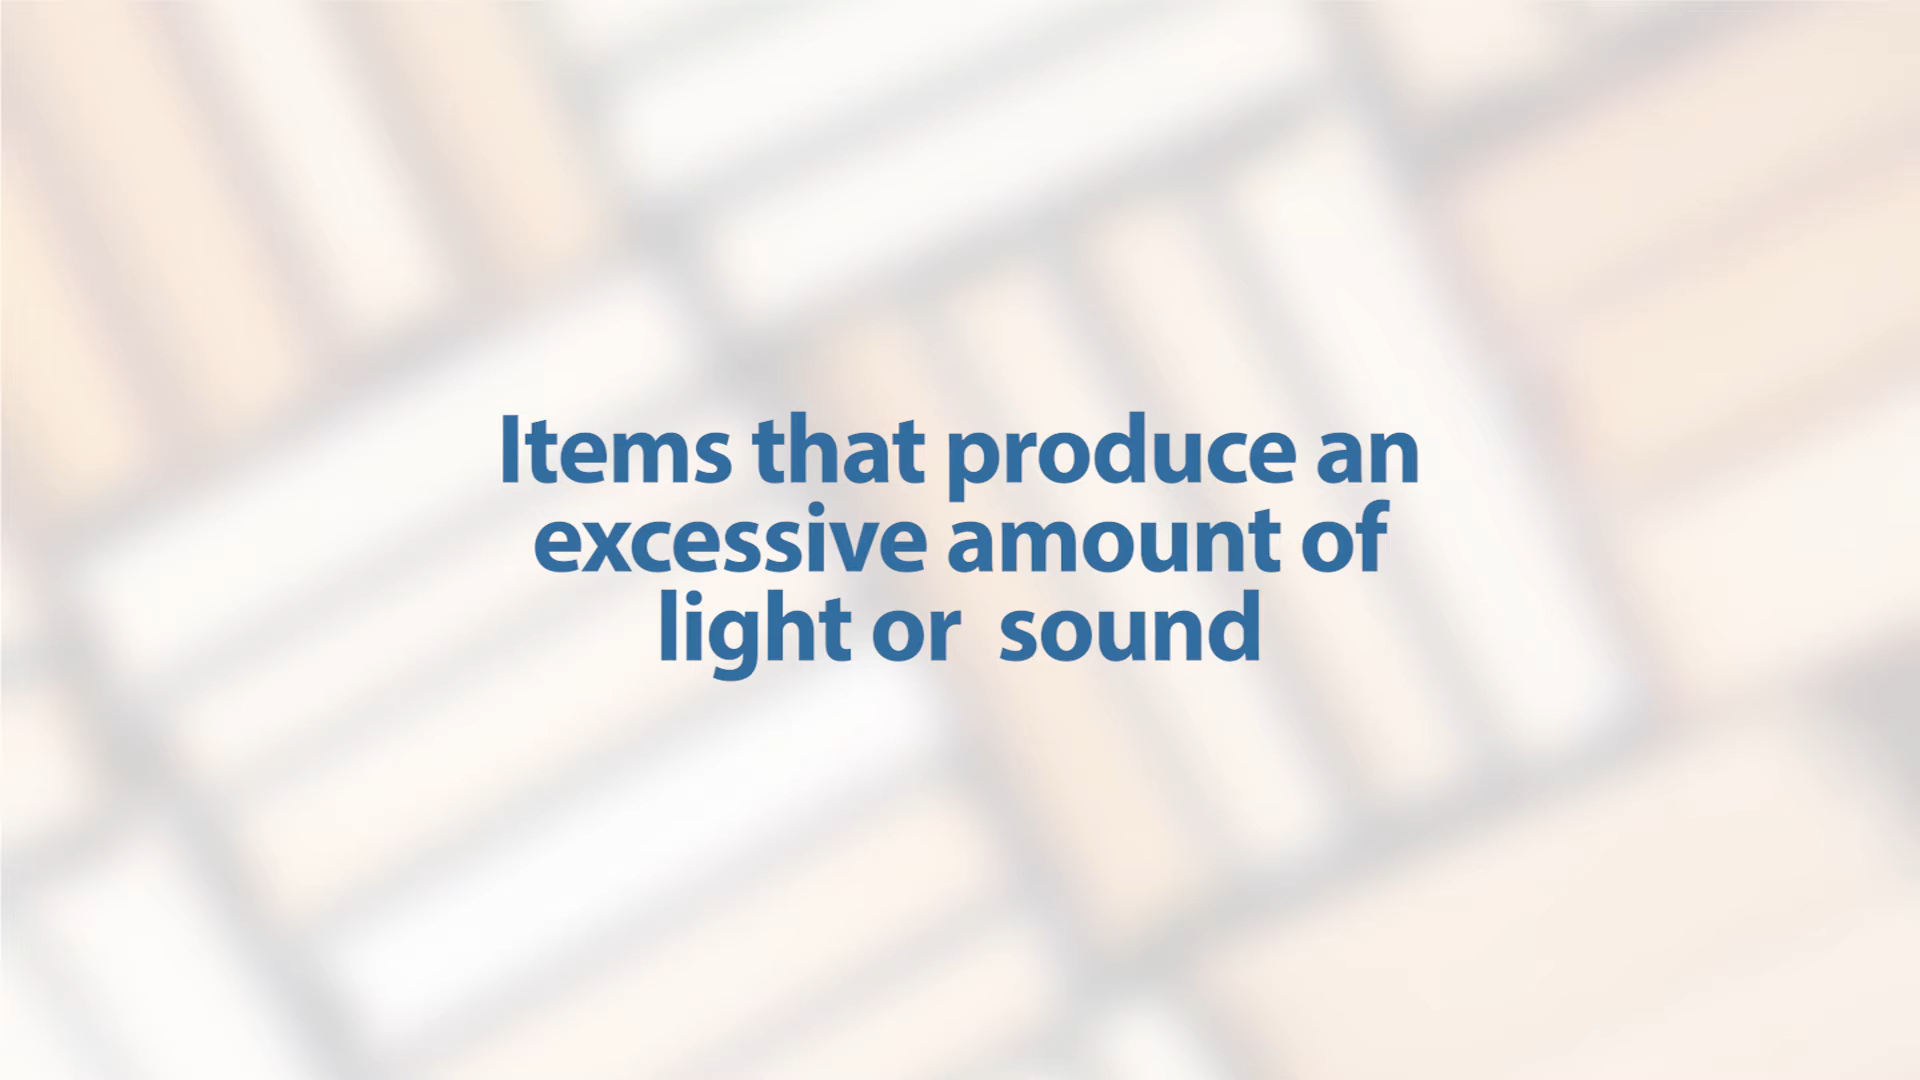 Items that produce an
excessive amount of
light or  sound